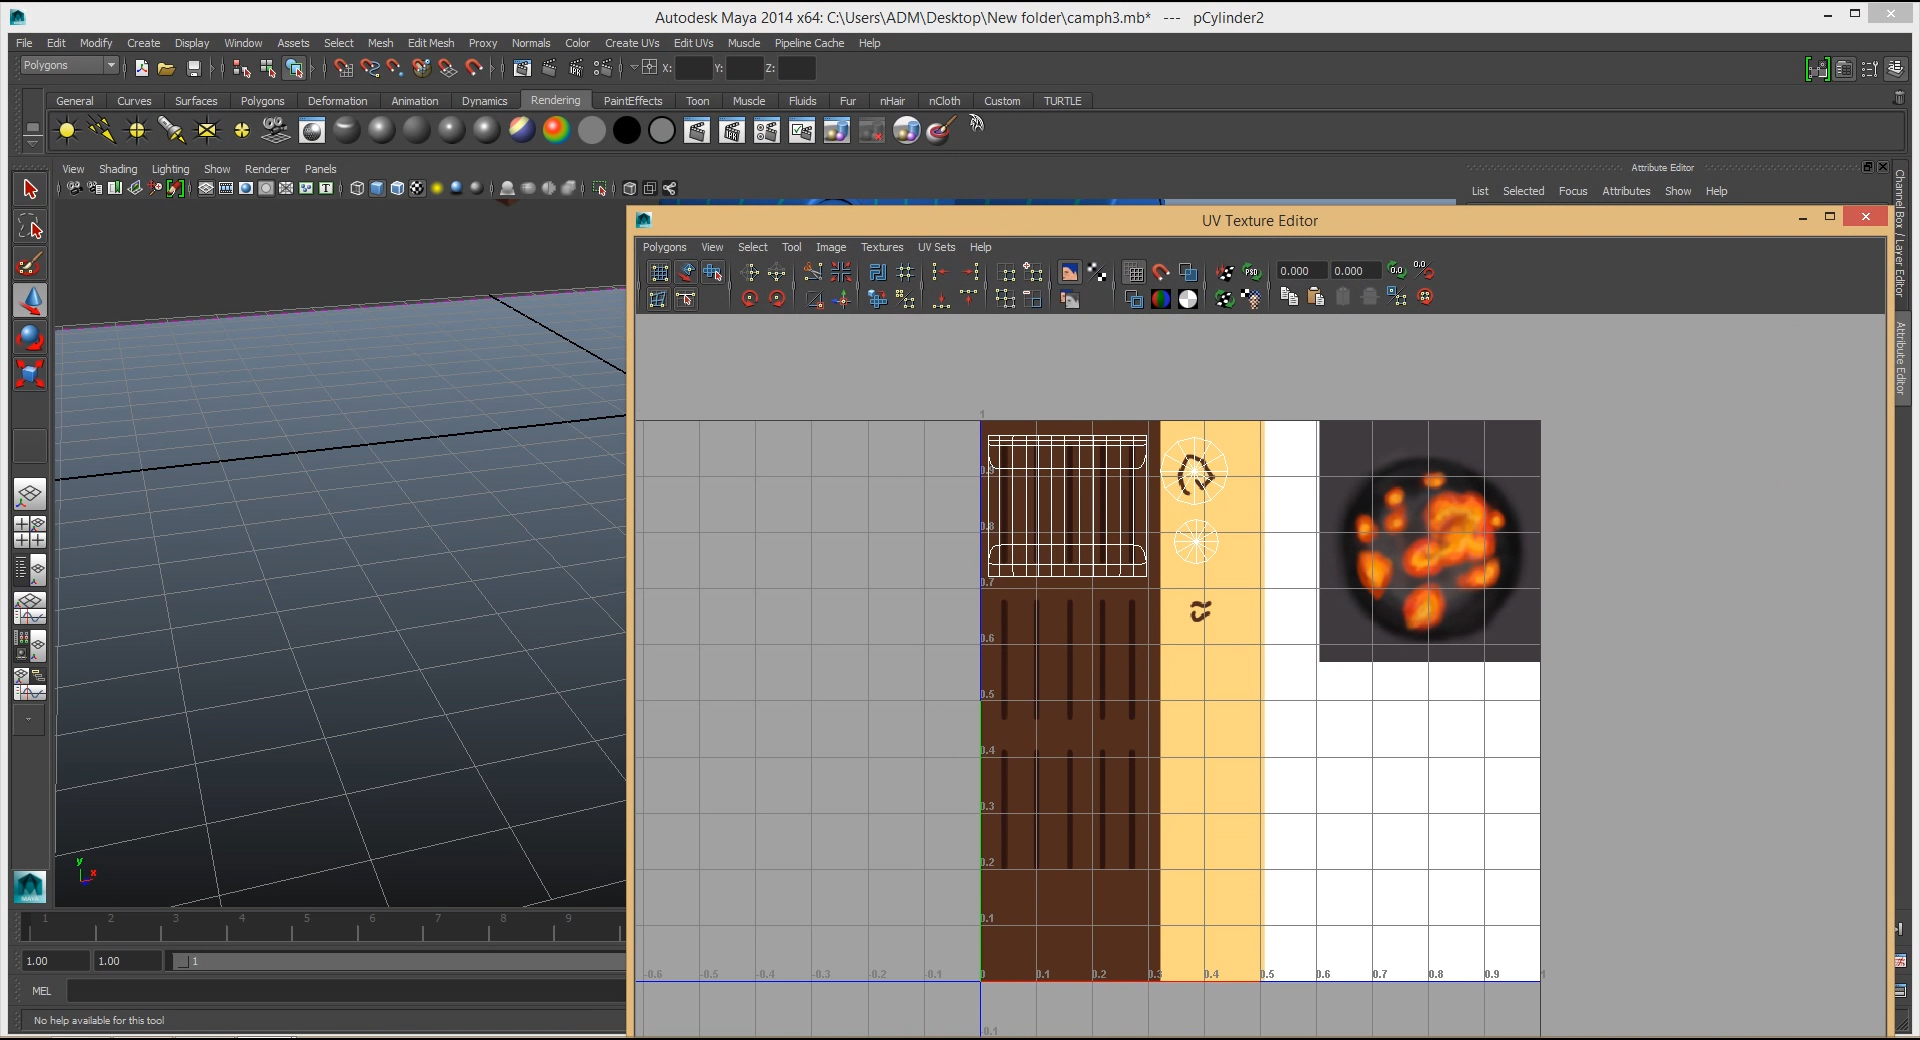 Autodesk Maya 2014 x64: C:\Users\ADM\Desktop\New folder\camph3.mb*   ---   pCylinder2
File Edit Modify Create Display Window Assets Select Mesh Edit Mesh Proxy Normals Color Create UVs Edit UVs Muscle Pipeline Cache Help
Polygons X: Y: Z:
General Curves Surfaces Polygons Deformation Animation Dynamics Rendering PaintEffects Toon Muscle Fluids Fur nHair nCloth Custom TURTLE
View Shading Lighting Show Renderer Panels
Attribute Editor
List Selected Focus Attributes Show Help
Channel Box / Layer Editor
Attribute Editor
UV Texture Editor
Polygons View Select Tool Image Textures UV Sets Help
0.000 0.000
1
0.9
0.8
0.7
0.6
0.5
0.4
0.3
0.2
0.1
-0.6 -0.5 -0.4 -0.3 -0.2 -0.1 0 0.1 0.2 0.3 0.4 0.5 0.6 0.7 0.8 0.9 1
-0.1
y
x
1 2 3 4 5 6 7 8 9
1.00 1.00 1
MEL
No help available for this tool